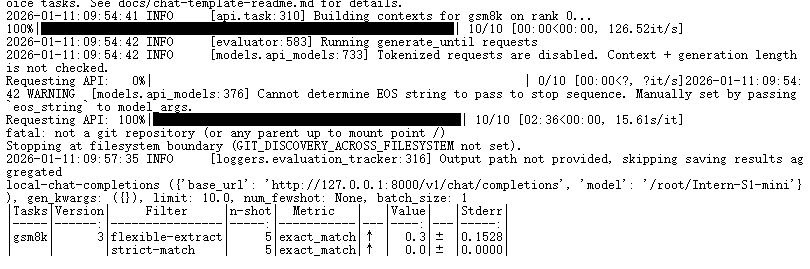 oice tasks. See docs/chat-template-readme.md for details.
2026-01-11:09:54:41 INFO     [api.task:310] Building contexts for gsm8k on rank 0...
100%| | 10/10 [00:00<00:00, 126.52it/s]
2026-01-11:09:54:42 INFO     [evaluator:583] Running generate_until requests
2026-01-11:09:54:42 INFO     [models.api_models:733] Tokenized requests are disabled. Context + generation length
is not checked.
Requesting API:   0%| | 0/10 [00:00<?, ?it/s]2026-01-11:09:54:
42 WARNING  [models.api_models:376] Cannot determine EOS string to pass to stop sequence. Manually set by passing
`eos_string` to model_args.
Requesting API: 100%| | 10/10 [02:36<00:00, 15.61s/it]
fatal: not a git repository (or any parent up to mount point /)
Stopping at filesystem boundary (GIT_DISCOVERY_ACROSS_FILESYSTEM not set).
2026-01-11:09:57:35 INFO     [loggers.evaluation_tracker:316] Output path not provided, skipping saving results ag
gregated
local-chat-completions ({'base_url': 'http://127.0.0.1:8000/v1/chat/completions', 'model': '/root/Intern-S1-mini'}
), gen_kwargs: ({}), limit: 10.0, num_fewshot: None, batch_size: 1
|Tasks|Version|     Filter     |n-shot|  Metric   |   |Value|   |Stderr|
|-----|------:|----------------|-----:|-----------|---|----:|---|-----:|
|gsm8k|      3|flexible-extract|     5|exact_match|↑  |  0.3|±  |0.1528|
|     |       |strict-match    |     5|exact_match|↑  |  0.0|±  |0.0000|